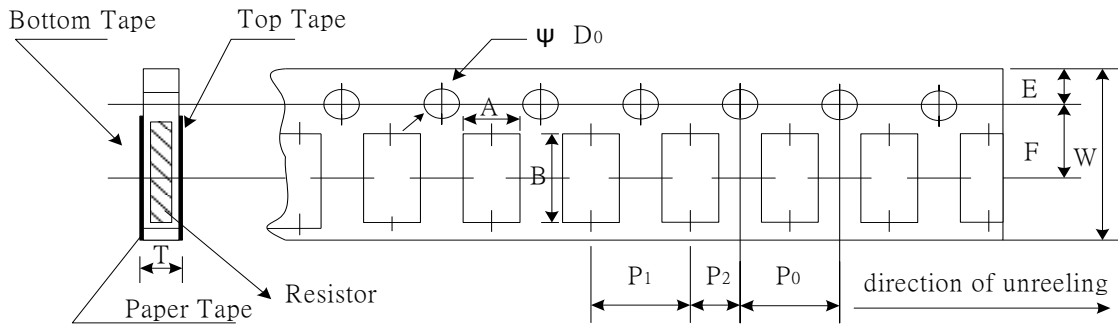 Bottom Tape
Top Tape
Ψ D0
E
A
F
W
B
T
P1
P2
P0
direction of unreeling
Resistor
Paper Tape